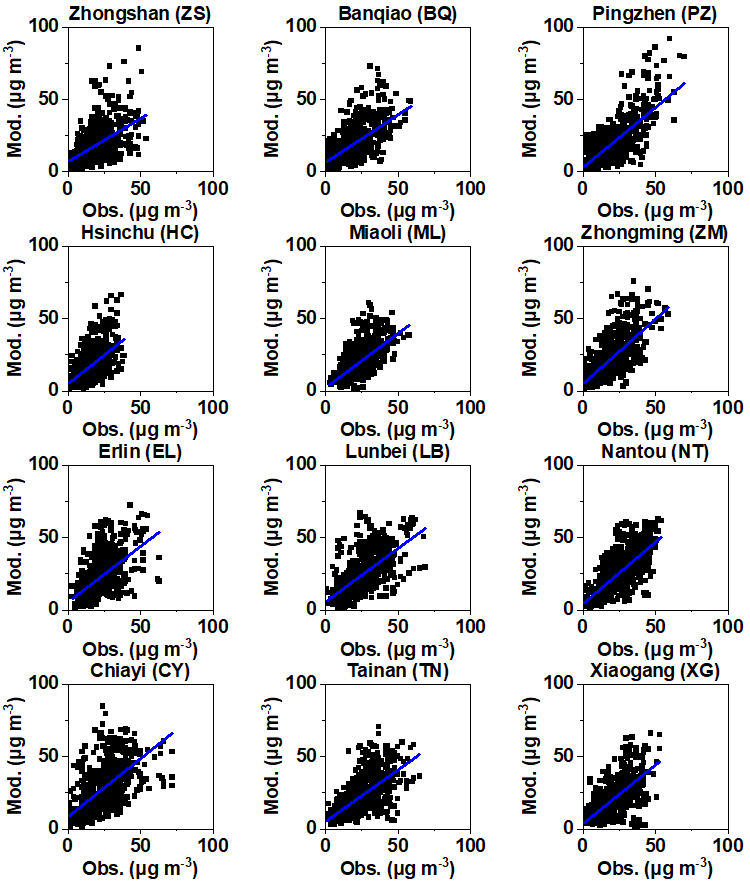 Zhongshan (ZS) Banqiao (BQ) Pingzhen (PZ)
100 100 100
Mod. (µg m-3) Mod. (µg m-3) Mod. (µg m-3)
50 50 50
0 0 0
0 50 100 0 50 100 0 50 100
Obs. (µg m-3) Obs. (µg m-3) Obs. (µg m-3)
Hsinchu (HC) Miaoli (ML) Zhongming (ZM)
100 100 100
Mod. (µg m-3) Mod. (µg m-3) Mod. (µg m-3)
50 50 50
0 0 0
0 50 100 0 50 100 0 50 100
Obs. (µg m-3) Obs. (µg m-3) Obs. (µg m-3)
Erlin (EL) Lunbei (LB) Nantou (NT)
100 100 100
Mod. (µg m-3) Mod. (µg m-3) Mod. (µg m-3)
50 50 50
0 0 0
0 50 100 0 50 100 0 50 100
Obs. (µg m-3) Obs. (µg m-3) Obs. (µg m-3)
Chiayi (CY) Tainan (TN) Xiaogang (XG)
100 100 100
Mod. (µg m-3) Mod. (µg m-3) Mod. (µg m-3)
50 50 50
0 0 0
0 50 100 0 50 100 0 50 100
Obs. (µg m-3) Obs. (µg m-3) Obs. (µg m-3)